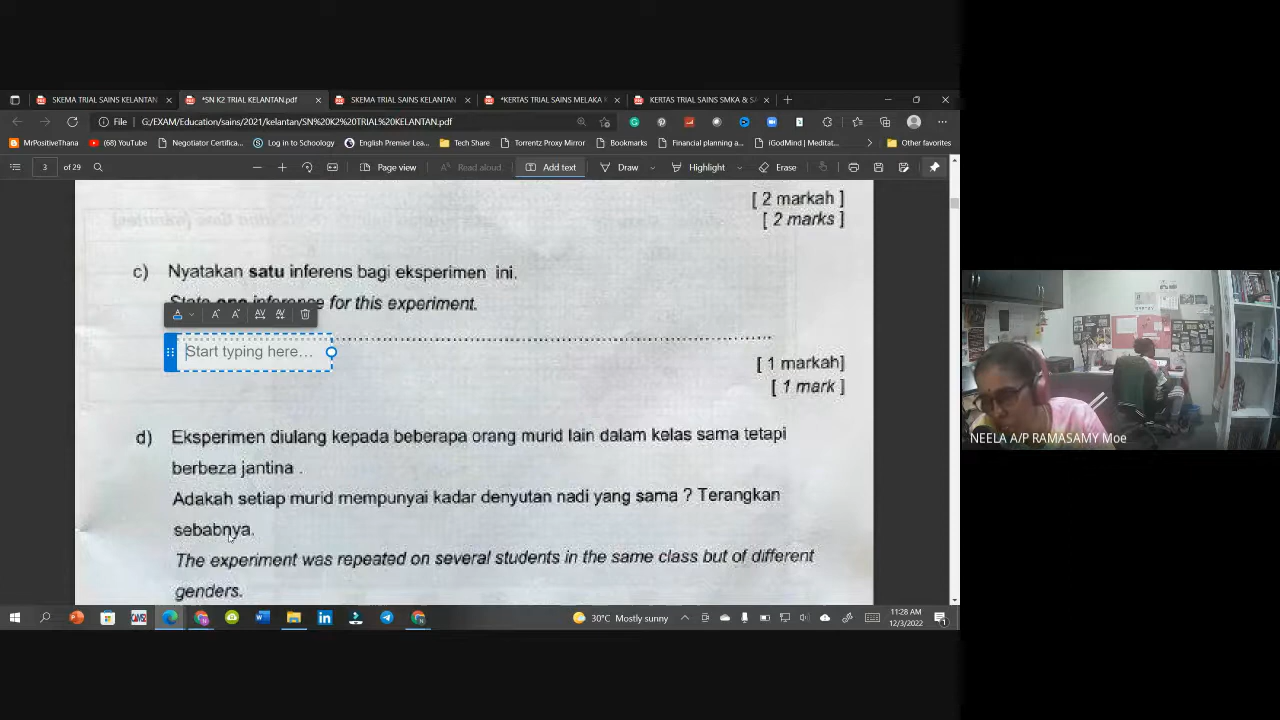 SKEMA TRIAL SAINS KELANTAN
*SN K2 TRIAL KELANTAN.pdf
SKEMA TRIAL SAINS KELANTAN
*KERTAS TRIAL SAINS MELAKA K
KERTAS TRIAL SAINS SMKA & SA
File
G:/EXAM/Education/sains/2021/kelantan/SN%20K2%20TRIAL%20KELANTAN.pdf
MrPositiveThana
(68) YouTube
Negotiator Certifica...
Log in to Schoology
English Premier Lea...
Tech Share
Torrentz Proxy Mirror
Bookmarks
Financial planning a...
iGodMind | Meditat...
Other favorites
3 of 29
Page view
Read aloud
Add text
Draw
Highlight
Erase
[ 2 markah ]
[ 2 marks ]
c) Nyatakan satu inferens bagi eksperimen ini.
State one inference for this experiment.
Start typing here...
[ 1 markah]
[ 1 mark ]
d) Eksperimen diulang kepada beberapa orang murid lain dalam kelas sama tetapi
berbeza jantina .
Adakah setiap murid mempunyai kadar denyutan nadi yang sama ? Terangkan
sebabnya.
The experiment was repeated on several students in the same class but of different
genders.
30°C Mostly sunny
11:28 AM
12/3/2022
NEELA A/P RAMASAMY Moe